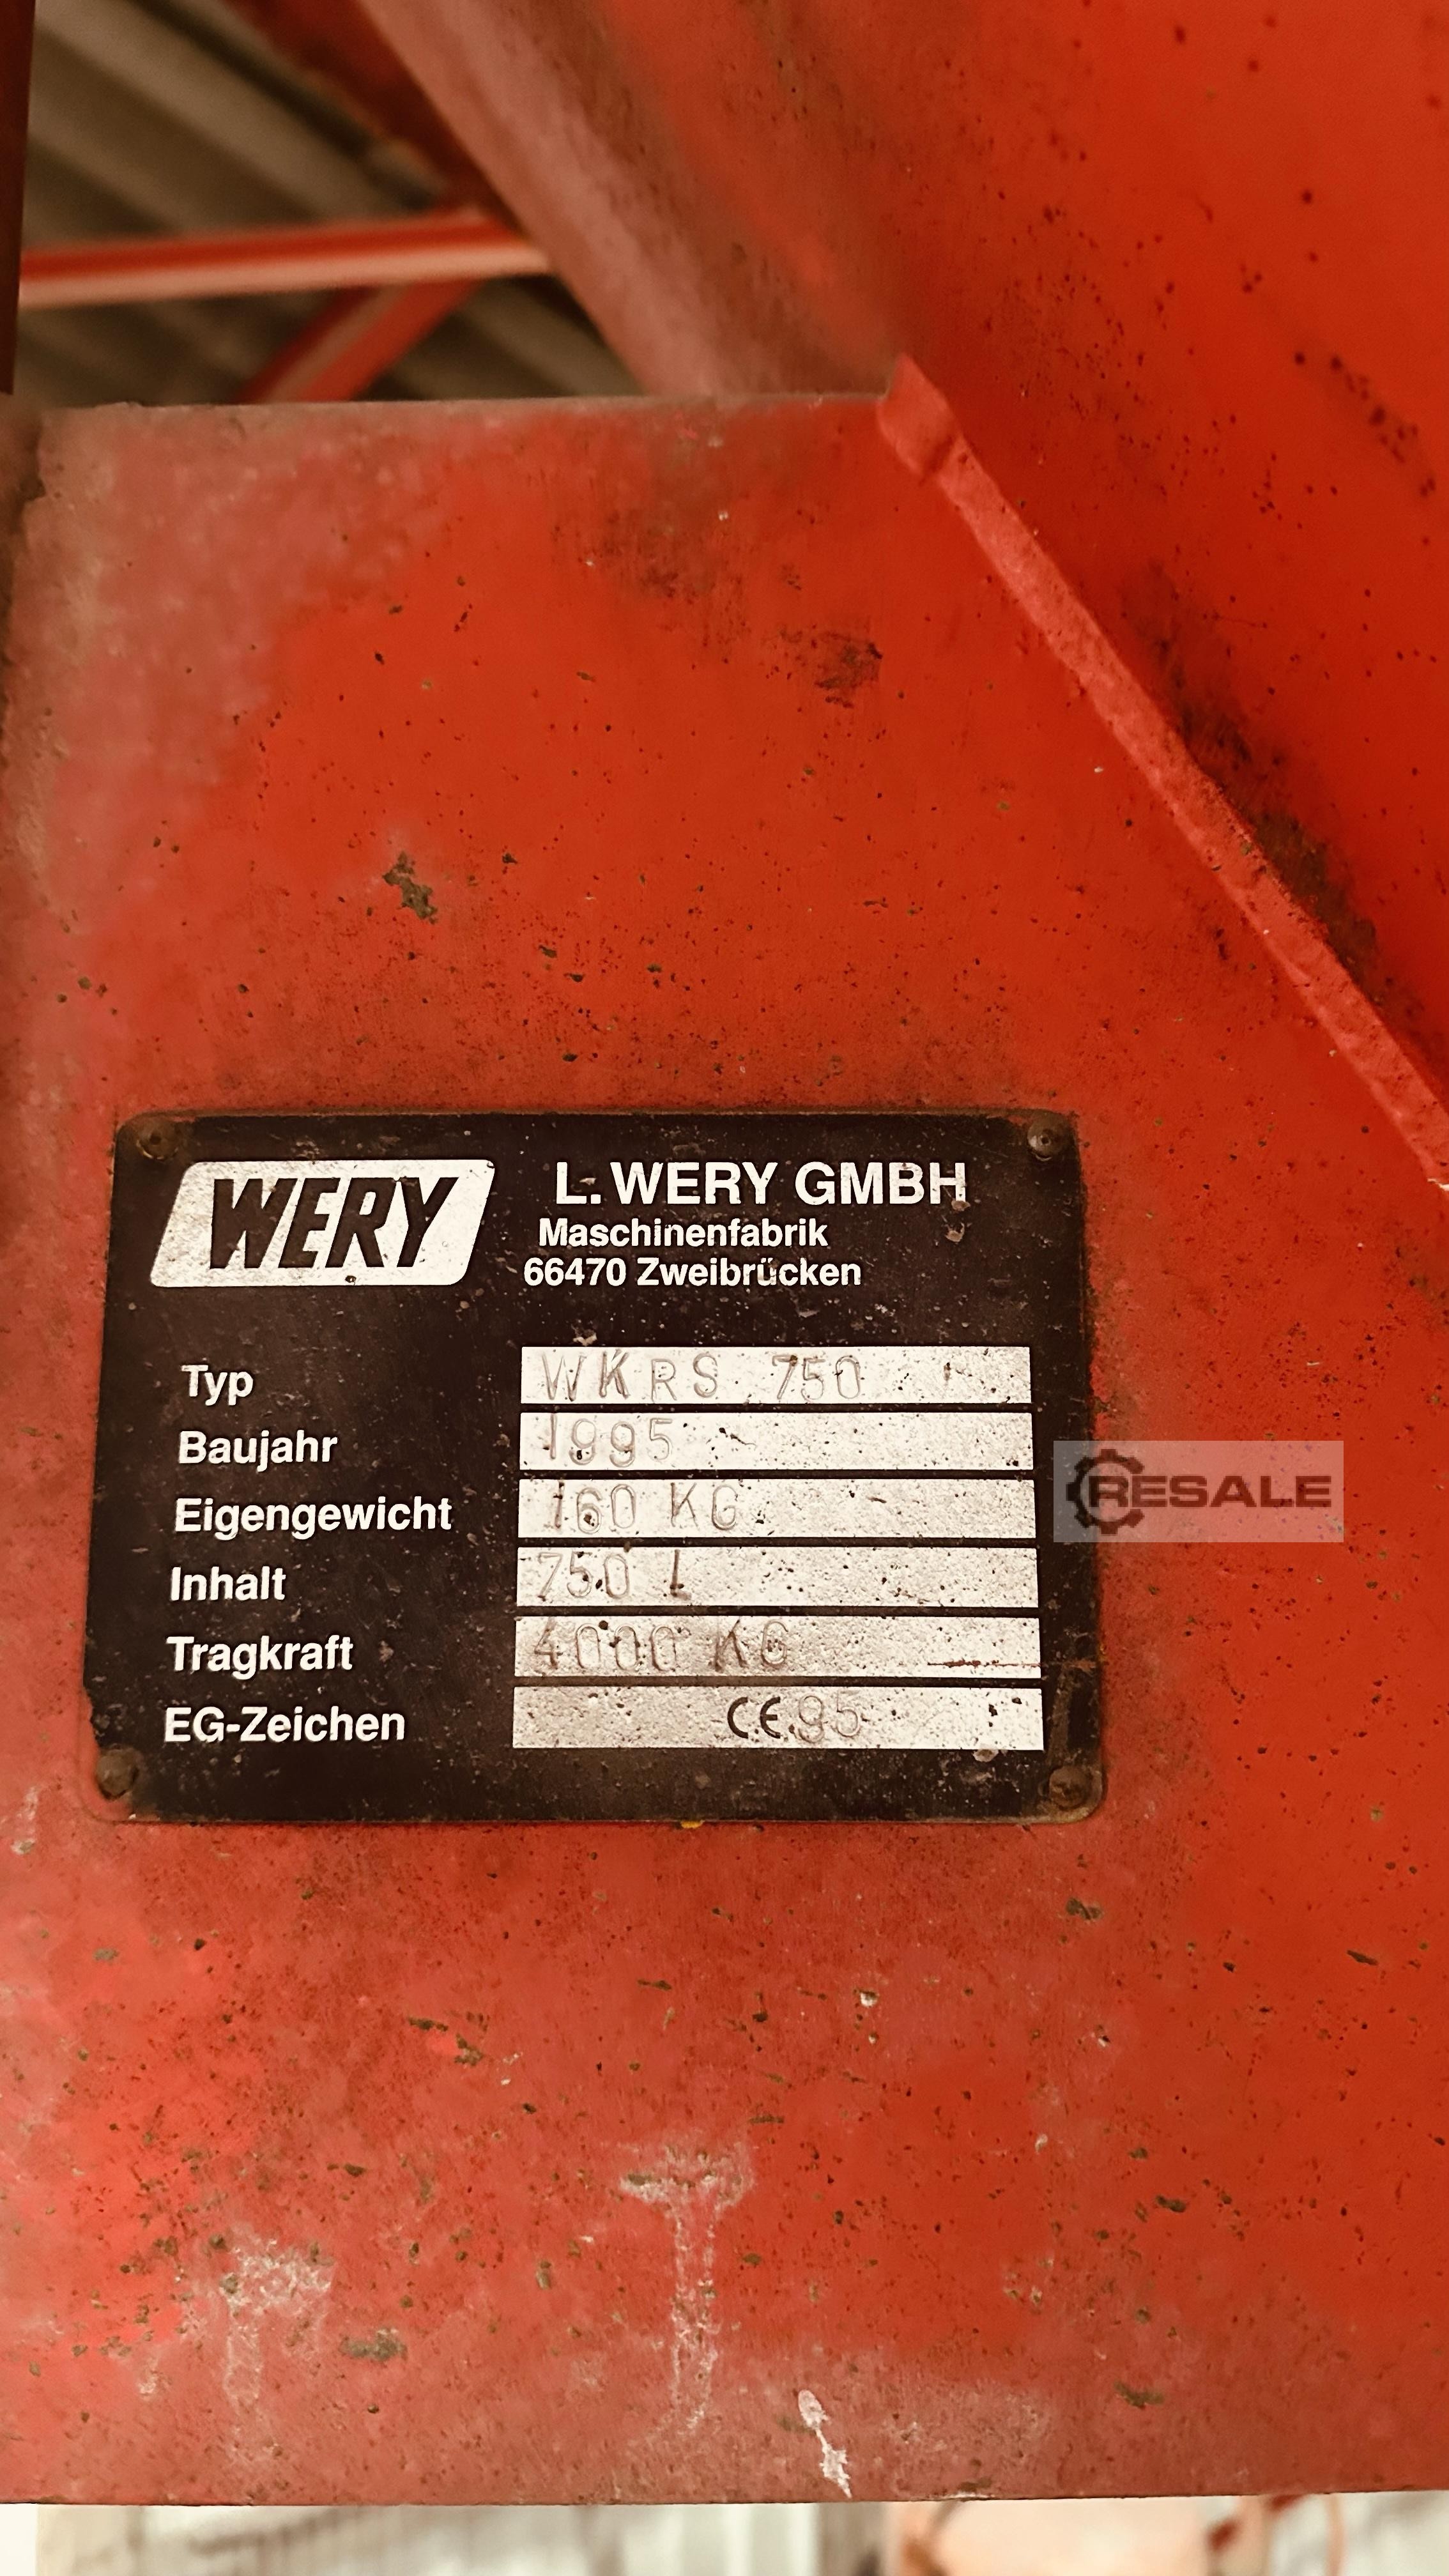 WERY
L. WERY GMBH
Maschinenfabrik
66470 Zweibrücken
Typ WKRS 750
Baujahr 1995
Eigengewicht 160 KG
Inhalt 750 L
Tragkraft 4000 KG
EG-Zeichen CE 95
RESALE